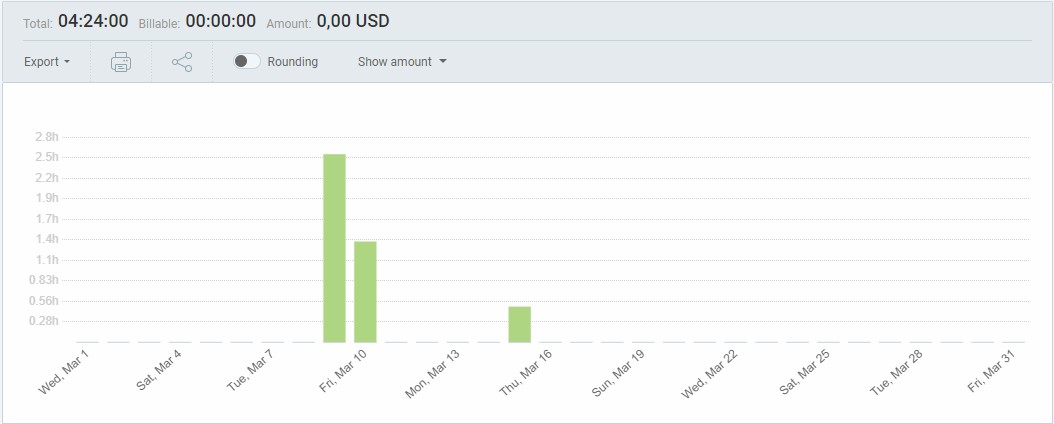 Total: 04:24:00 Billable: 00:00:00 Amount: 0,00 USD
Export Rounding Show amount
2.8h
2.5h
2.2h
1.9h
1.7h
1.4h
1.1h
0.83h
0.56h
0.28h
Wed, Mar 1 Sat, Mar 4 Tue, Mar 7 Fri, Mar 10 Mon, Mar 13 Thu, Mar 16 Sun, Mar 19 Wed, Mar 22 Sat, Mar 25 Tue, Mar 28 Fri, Mar 31